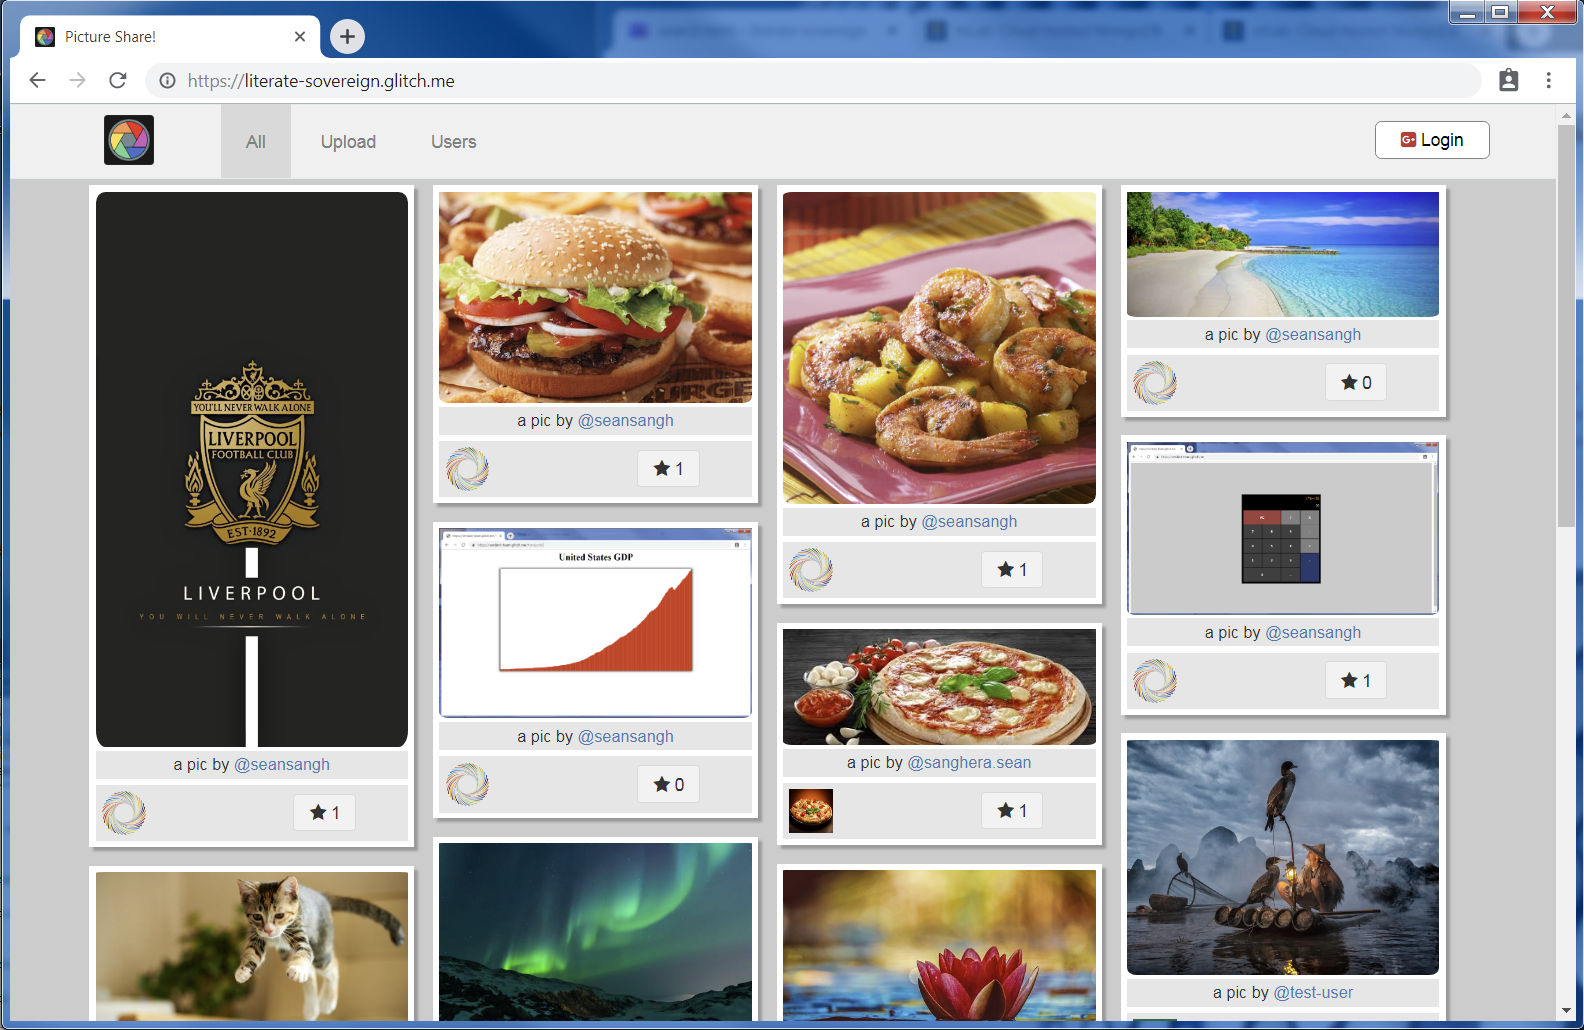 Picture Share!
https://literate-sovereign.glitch.me
All
Upload
Users
Login
YOU'LL NEVER WALK ALONE
LIVERPOOL
FOOTBALL CLUB
EST·1892
LIVERPOOL
YOU WILL NEVER WALK ALONE
a pic by @seansangh
1
a pic by @seansangh
1
United States GDP
a pic by @seansangh
0
a pic by @seansangh
1
a pic by @sanghera.sean
1
a pic by @seansangh
0
a pic by @seansangh
1
a pic by @test-user